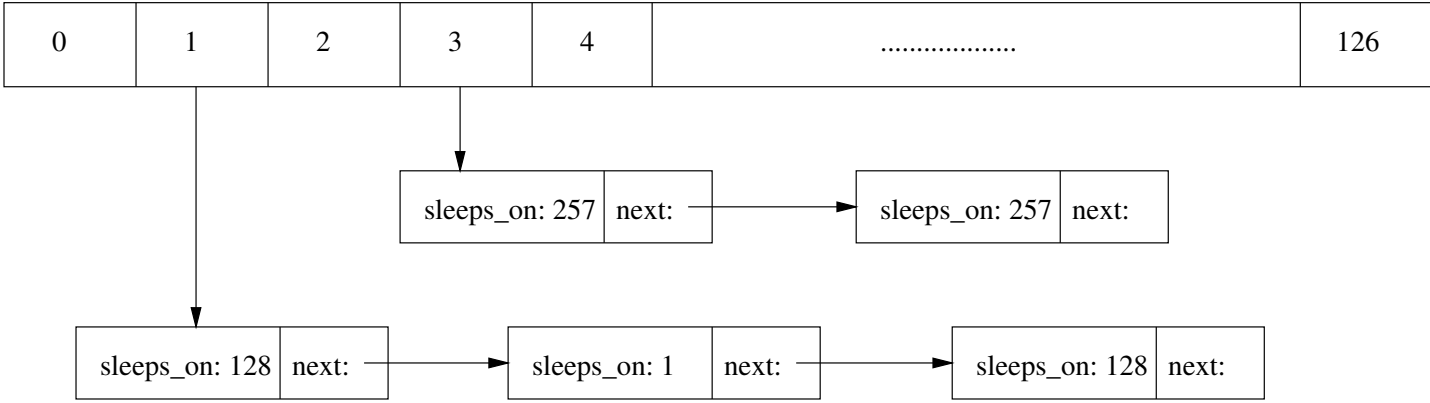 0 1 2 3 4 ................... 126
sleeps_on: 257 next: sleeps_on: 257 next:
sleeps_on: 128 next: sleeps_on: 1 next: sleeps_on: 128 next: